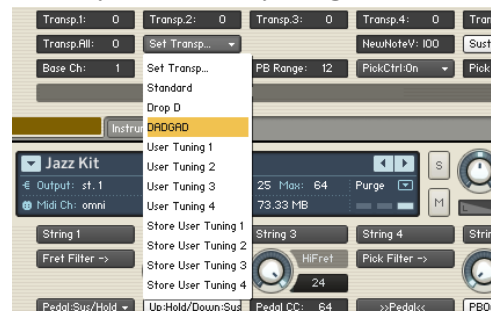 Transp.1: 0 Transp.2: 0 Transp.3: 0 Transp.4: 0 Tran
Transp.All: 0 Set Transp... NewNoteV: 100 Sust
Base Ch: 1 Set Transp... PB Range: 12 PickCtrl:On Pick
Standard
Drop D
Instru DADGAD
User Tuning 1
Jazz Kit User Tuning 2 S
Output: st.1 User Tuning 3 25 Max: 64 Purge
Midi Ch: omni User Tuning 4 73.33 MB M
String 1 Store User Tuning 1 String 3 String 4 Strin
Fret Filter -> Store User Tuning 2 HiFret Pick Filter ->
Store User Tuning 3 24
Store User Tuning 4
Pedal:Sus/Hold Up:Hold/Down:Sus Pedal CC: 64 >>Pedal<< PBO